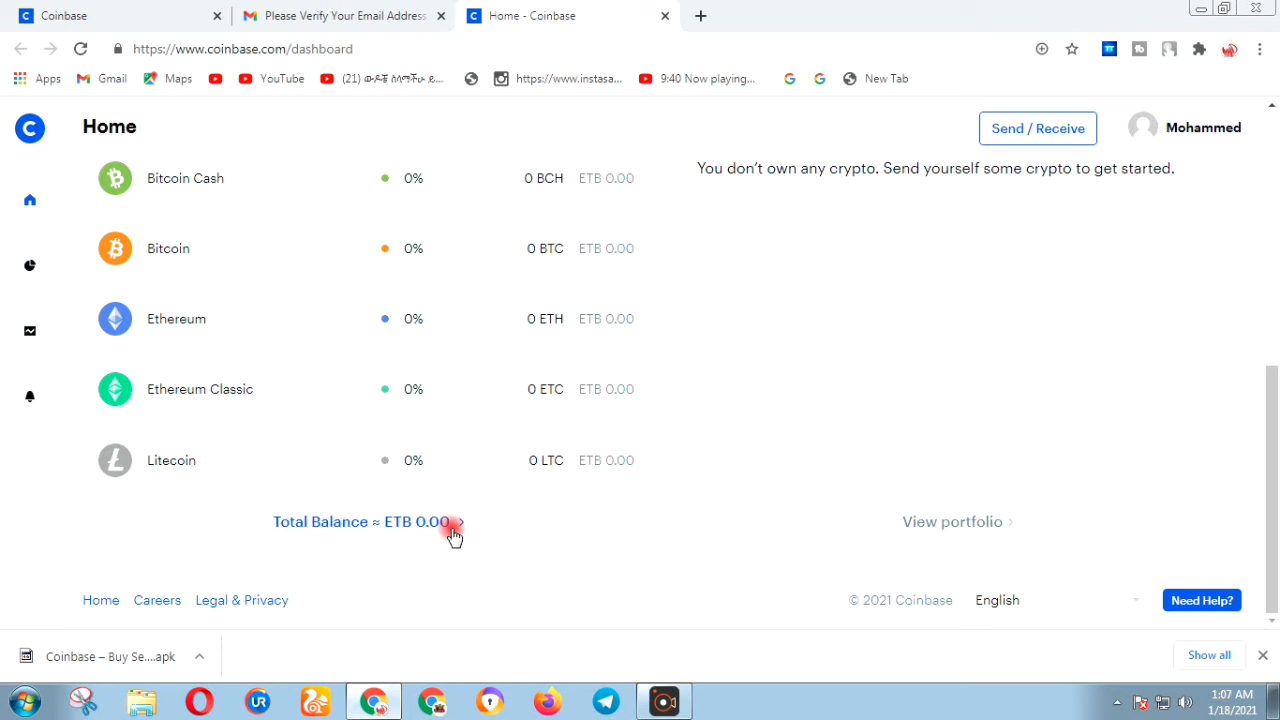 Coinbase
Please Verify Your Email Address
Home - Coinbase
https://www.coinbase.com/dashboard
Apps
Gmail
Maps
YouTube
https://www.instasa...
9:40 Now playing...
New Tab
Home
Send / Receive
Mohammed
Bitcoin Cash 0% 0 BCH ETB 0.00
You don't own any crypto. Send yourself some crypto to get started.
Bitcoin 0% 0 BTC ETB 0.00
Ethereum 0% 0 ETH ETB 0.00
Ethereum Classic 0% 0 ETC ETB 0.00
Litecoin 0% 0 LTC ETB 0.00
Total Balance ≈ ETB 0.00
View portfolio
Home Careers Legal & Privacy
© 2021 Coinbase English
Need Help?
Coinbase – Buy Se....apk
Show all
1:07 AM
1/18/2021